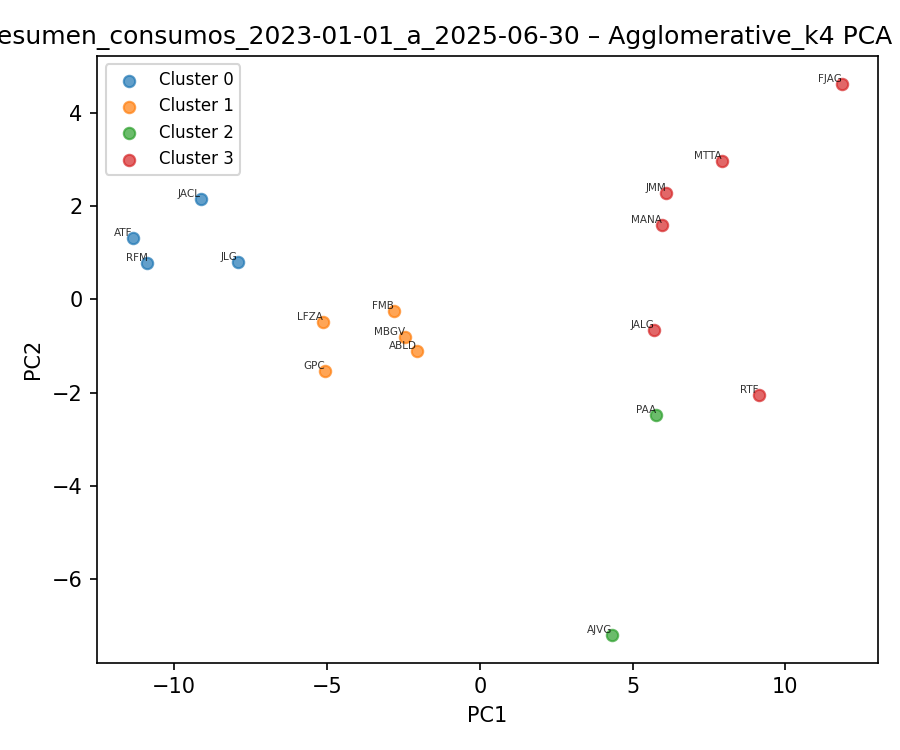 esumen_consumos_2023-01-01_a_2025-06-30 – Agglomerative_k4 PCA
Cluster 0
Cluster 1
Cluster 2
Cluster 3
FJAG
MTTA
JMM
JACL
MANA
ATF
RFM
JLG
FMB
LFZA
MBGV
JALG
ABLD
GPC
RTF
PAA
AJVG
4
2
0
−2
−4
−6
PC2
−10
−5
0
5
10
PC1